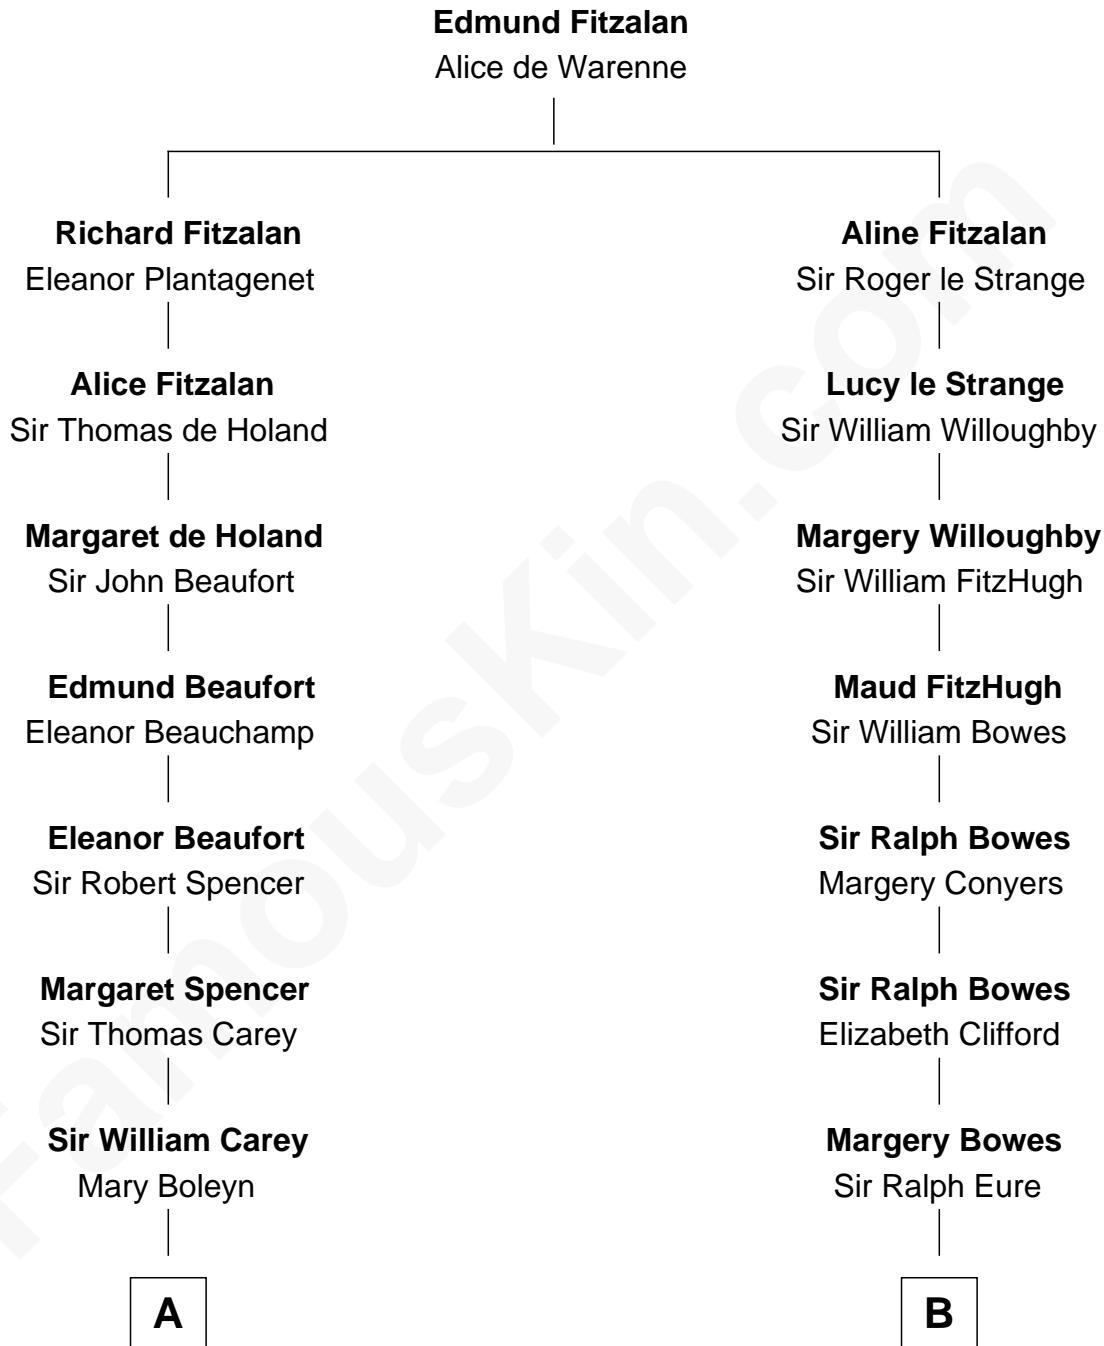 Edmund Fitzalan
Alice de Warenne
Richard Fitzalan
Eleanor Plantagenet
Alice Fitzalan
Sir Thomas de Holand
Margaret de Holand
Sir John Beaufort
Edmund Beaufort
Eleanor Beauchamp
Eleanor Beaufort
Sir Robert Spencer
Margaret Spencer
Sir Thomas Carey
Sir William Carey
Mary Boleyn
A
Aline Fitzalan
Sir Roger le Strange
Lucy le Strange
Sir William Willoughby
Margery Willoughby
Sir William FitzHugh
Maud FitzHugh
Sir William Bowes
Sir Ralph Bowes
Margery Conyers
Sir Ralph Bowes
Elizabeth Clifford
Margery Bowes
Sir Ralph Eure
B
FamousKin.com